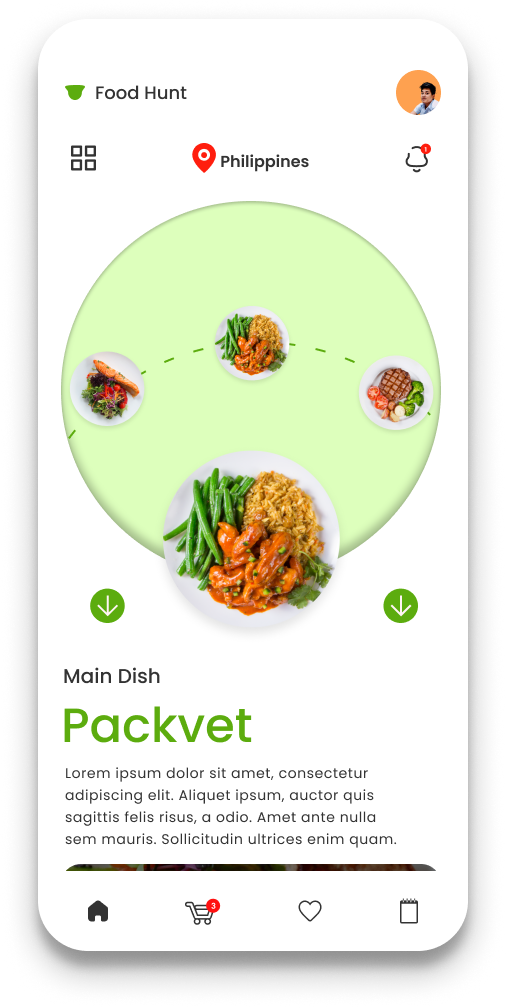 Food Hunt
Philippines
1
Main Dish
Packvet
Lorem ipsum dolor sit amet, consectetur
adipiscing elit. Aliquet ipsum, auctor quis
sagittis felis risus, a odio. Amet ante nulla
sem mauris. Sollicitudin ultrices enim quam.
3